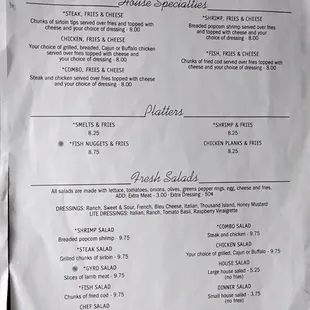 House Specialties
*STEAK, FRIES & CHEESE
Chunks of sirloin tips served over fries and topped with
cheese and your choice of dressing - 8.00
CHICKEN, FRIES & CHEESE
Your choice of grilled, breaded, Cajun or Buffalo chicken
served over fries topped with cheese
and your choice of dressing - 8.00
*COMBO, FRIES & CHEESE
Steak and chicken served over fries topped with cheese
and your choice of dressing - 8.00
*SHRIMP, FRIES & CHEESE
Breaded popcorn shrimp served over fries
and topped with cheese and your
choice of dressing - 8.00
*FISH, FRIES & CHEESE
Chunks of fried cod served over fries topped with
cheese and your choice of dressing - 8.00
Platters
*SMELTS & FRIES
8.25
*FISH NUGGETS & FRIES
8.75
*SHRIMP & FRIES
8.25
CHICKEN PLANKS & FRIES
8.25
Fresh Salads
All salads are made with lettuce, tomatoes, onions, olives, greens pepper rings, egg, cheese and fries.
ADD: Extra Meat - 3.00 Extra Dressing - 50¢
DRESSINGS: Ranch, Sweet & Sour, French, Bleu Cheese, Italian, Thousand Island, Honey Mustard
LITE DRESSINGS: Italian, Ranch, Tomato Basil, Raspberry Vinaigrette
*SHRIMP SALAD
Breaded popcorn shrimp - 9.75
*STEAK SALAD
Grilled chunks of sirloin - 9.75
*GYRO SALAD
Slices of lamb meat - 9.75
*FISH SALAD
Chunks of fried cod - 9.75
CHEF SALAD
*COMBO SALAD
Steak and chicken - 9.75
CHICKEN SALAD
Your choice of grilled, Cajun or Buffalo - 9.75
HOUSE SALAD
Large house salad - 5.25
(no fries)
DINNER SALAD
Small house salad - 3.75
(no fries)